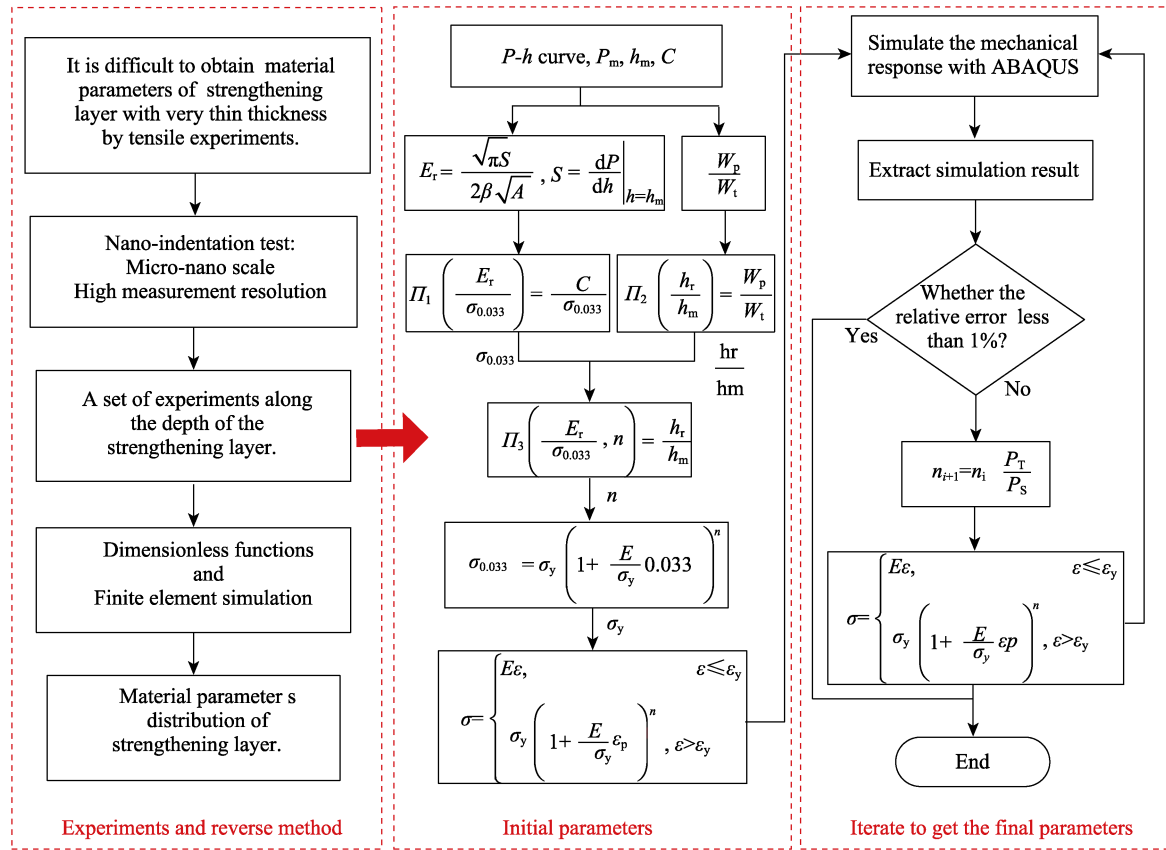 It is difficult to obtain material
parameters of strengthening
layer with very thin thickness
by tensile experiments.
Nano-indentation test:
Micro-nano scale
High measurement resolution
A set of experiments along
the depth of the
strengthening layer.
Dimensionless functions
and
Finite element simulation
Material parameter s
distribution of
strengthening layer.
Experiments and reverse method
P-h curve, Pm, hm, C
Er = √πS / 2β√A , S = dP/dh |h=hm
Wp/Wt
Π1 (Er/σ0.033) = C/σ0.033
Π2 (hr/hm) = Wp/Wt
σ0.033
hr/hm
Π3 (Er/σ0.033 , n) = hr/hm
n
σ0.033 = σy (1+ E/σy 0.033)^n
σy
σ= { Eε, ε⩽εy
σy (1+ E/σy εp)^n , ε>εy
Initial parameters
Simulate the mechanical
response with ABAQUS
Extract simulation result
Whether the
relative error less
than 1%?
Yes
No
ni+1=ni PT/PS
σ= { Eε, ε⩽εy
σy (1+ E/σy εp)^n , ε>εy
End
Iterate to get the final parameters